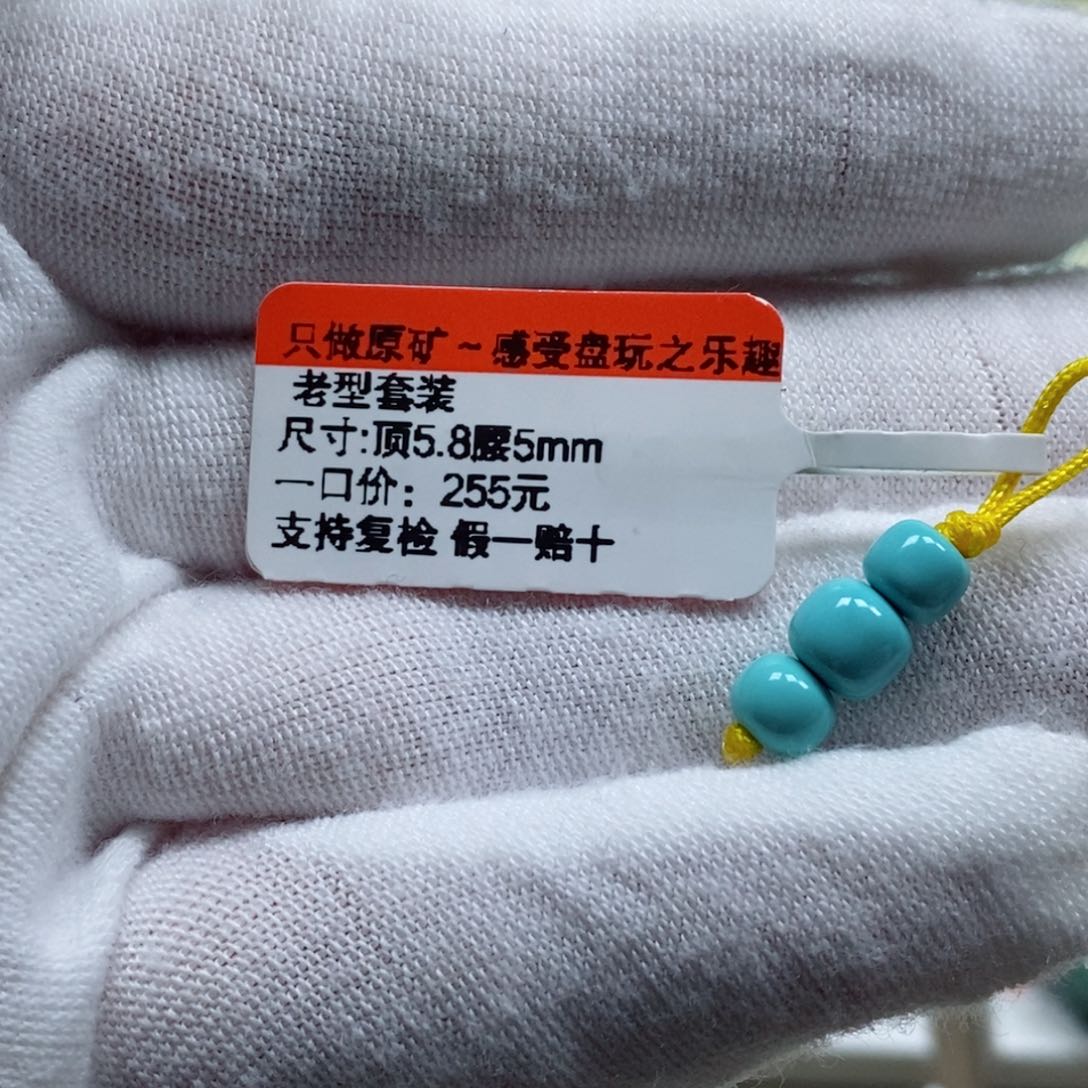 只做原矿～感受盘玩之乐趣
老型套装
尺寸:顶5.8腰5mm
一口价：255元
支持复检 假一赔十